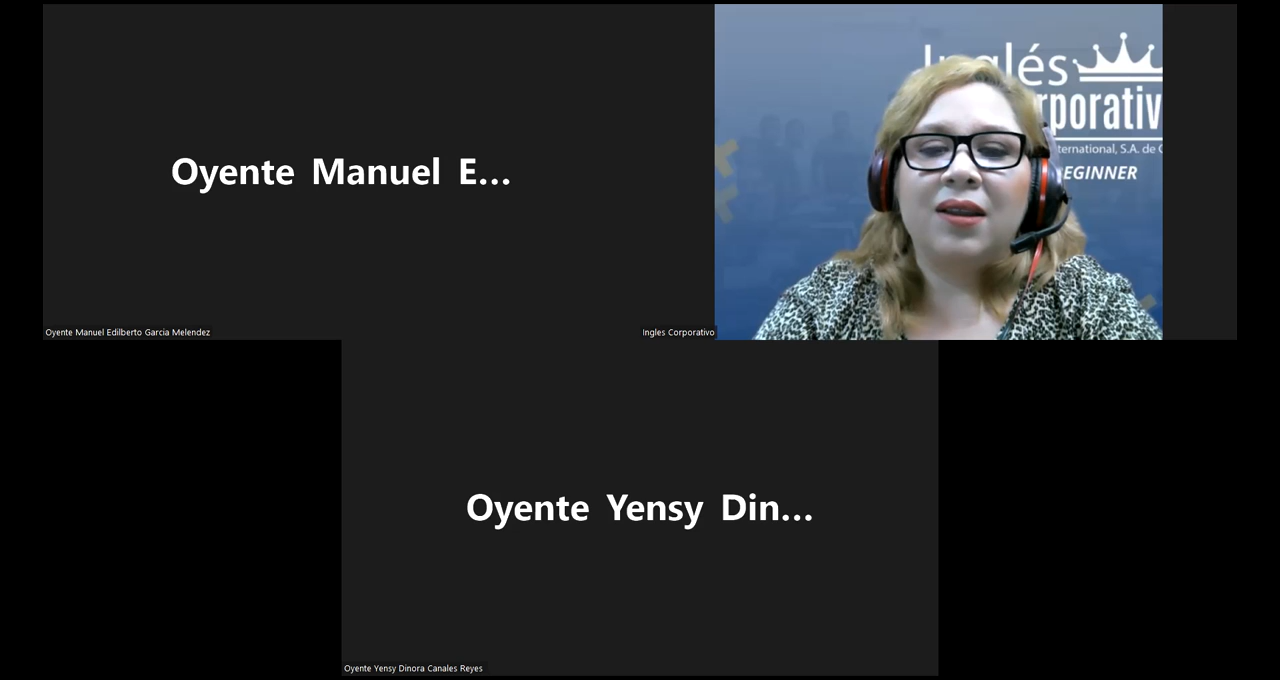 Oyente Manuel E...
Oyente Manuel Edilberto Garcia Melendez
Inglés
rporativ
ternational, S.A. de C
EGINNER
Ingles Corporativo
Oyente Yensy Din...
Oyente Yensy Dinora Canales Reyes